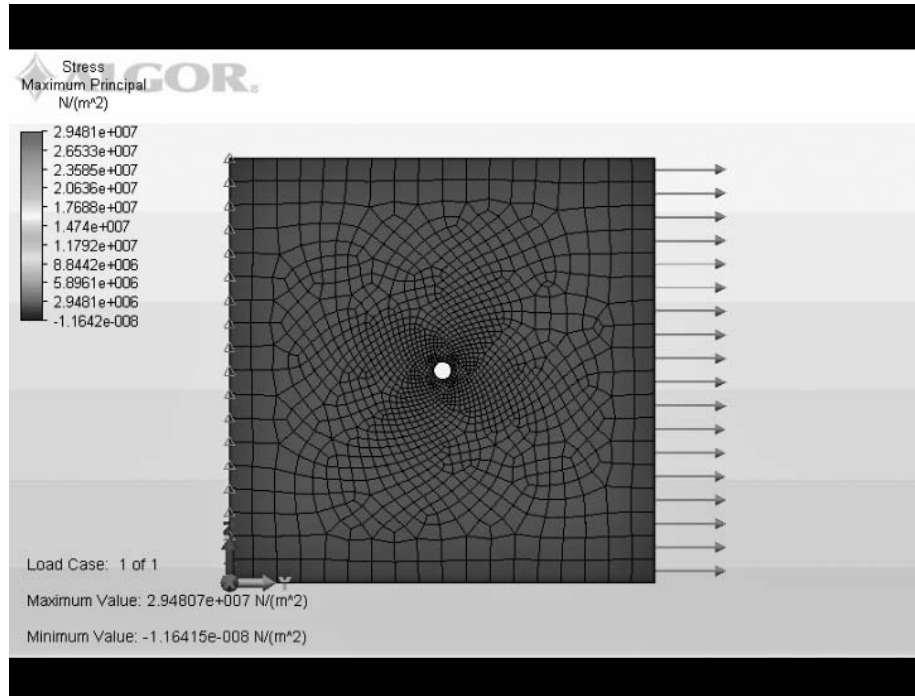 ALGOR®
Stress
Maximum Principal
N/(m^2)
2.9481e+007
2.6533e+007
2.3585e+007
2.0636e+007
1.7688e+007
1.474e+007
1.1792e+007
8.8442e+006
5.8961e+006
2.9481e+006
-1.1642e-008
Y
Load Case: 1 of 1
Maximum Value: 2.94807e+007 N/(m^2)
Minimum Value: -1.16415e-008 N/(m^2)